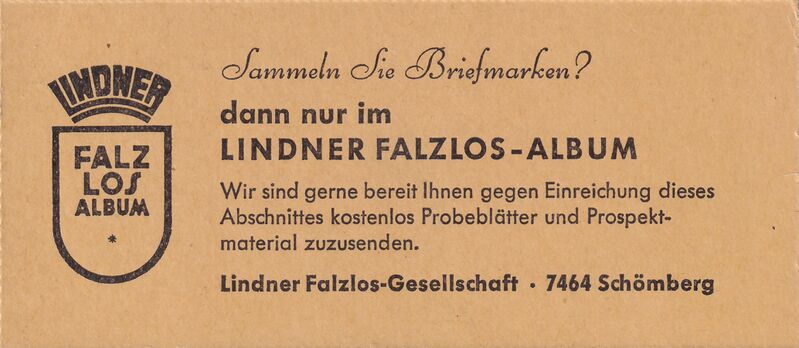 LINDNER
FALZ
LOS
ALBUM
*
Sammeln Sie Briefmarken?
dann nur im
LINDNER FALZLOS-ALBUM
Wir sind gerne bereit Ihnen gegen Einreichung dieses
Abschnittes kostenlos Probeblätter und Prospekt-
material zuzusenden.
Lindner Falzlos-Gesellschaft · 7464 Schömberg